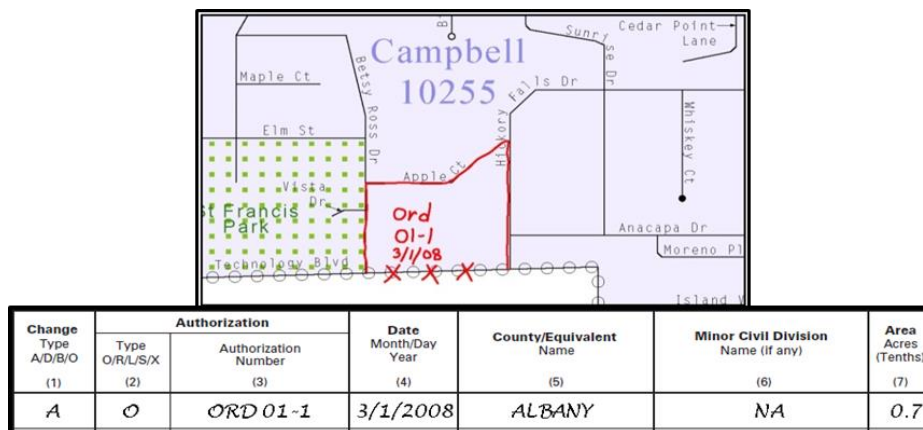 Cedar Point
Lane
Sunry
se Dr
Campbell
10255
Maple Ct
Betsy Ross Dr
Falls Dr
Hickory
Whiskey Ct
Elm St
Apple Ct
Vista
Dr
St Francis
Park
Ord
01-1
3/1/08
Anacapa Dr
Moreno Pl
Technology Blvd
Island
Change
Type
A/D/B/O
(1)
Authorization
Type
O/R/L/S/X
(2)
Authorization
Number
(3)
Date
Month/Day
Year
(4)
County/Equivalent
Name
(5)
Minor Civil Division
Name (if any)
(6)
Area
Acres
(Tenths)
(7)
A O ORD 01-1 3/1/2008 ALBANY NA 0.7